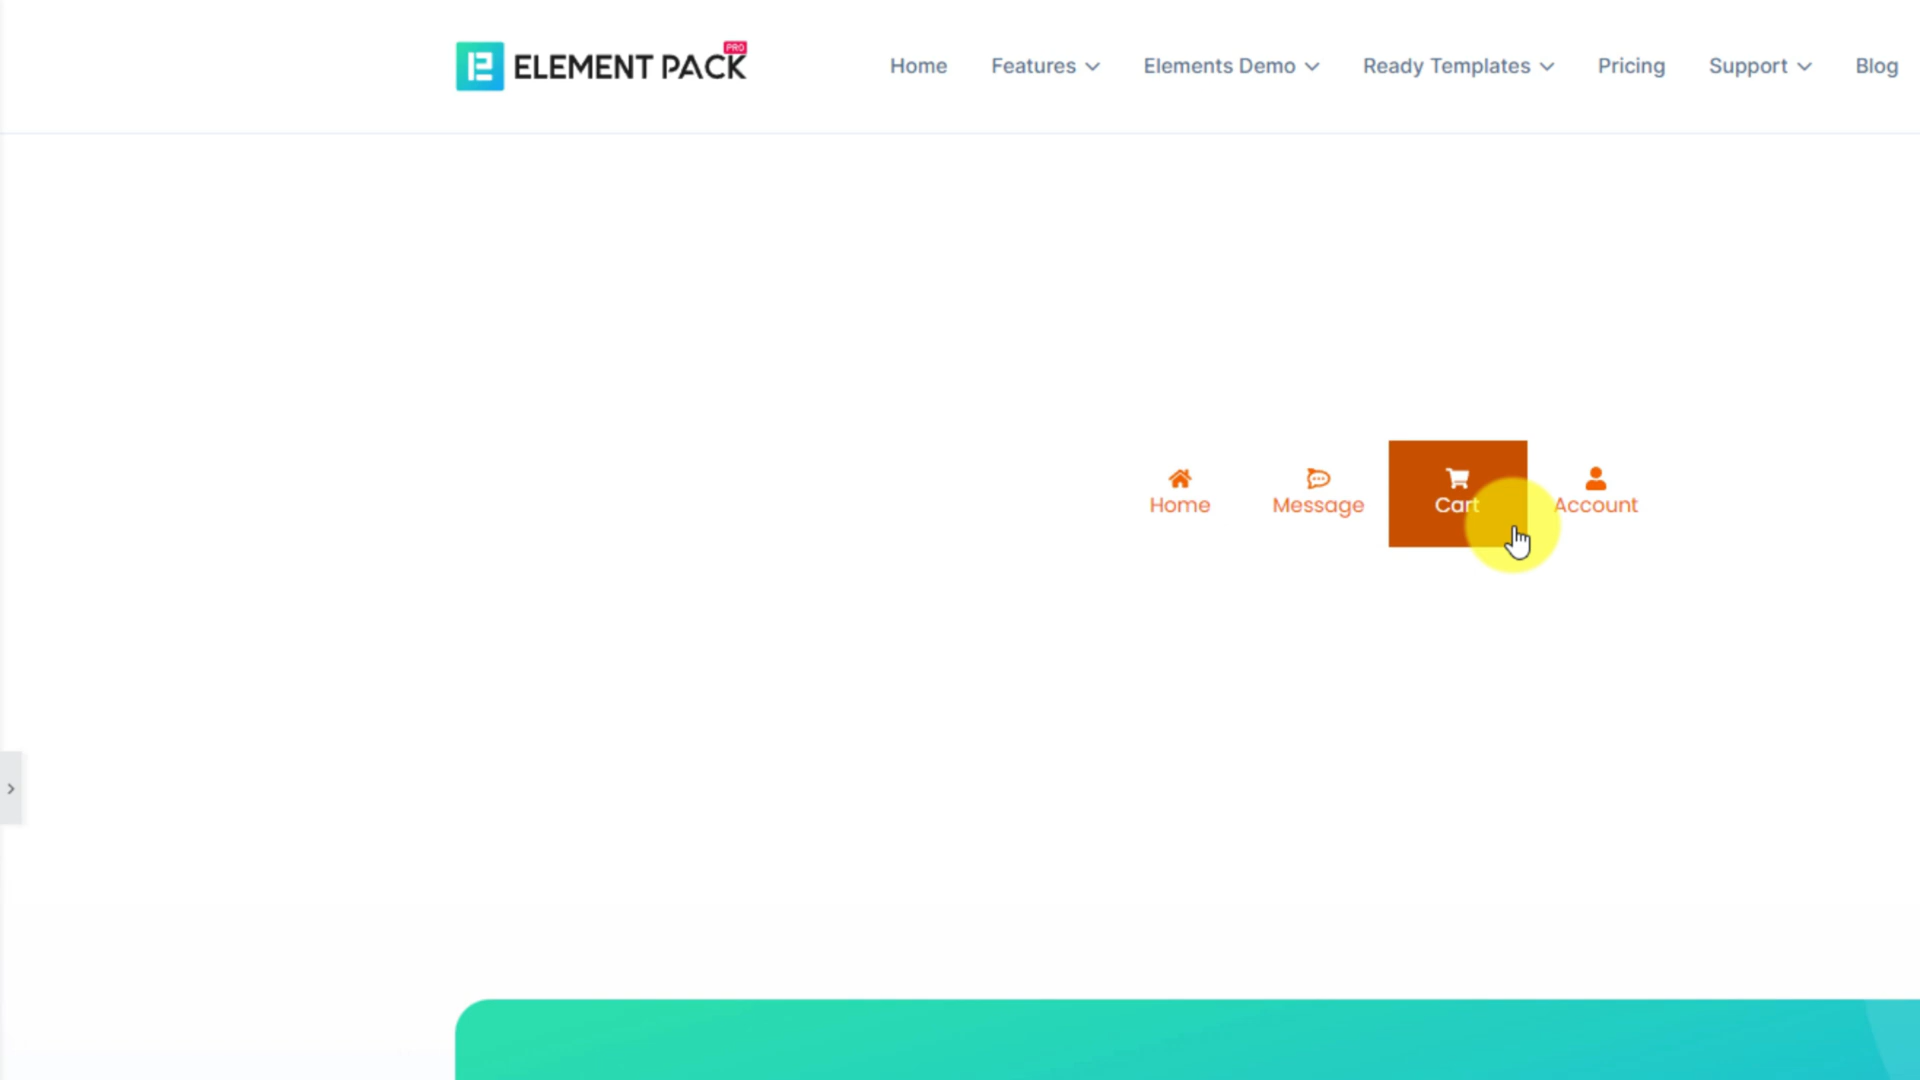 ELEMENT PACK PRO
Home Features Elements Demo Ready Templates Pricing Support Blog
Home Message Cart Account